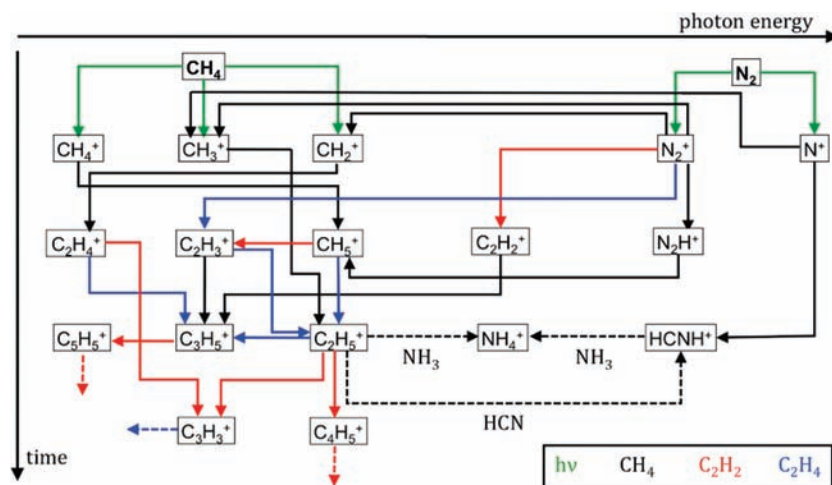 photon energy
CH₄
N₂
CH₄⁺ CH₃⁺ CH₂⁺ N₂⁺ N⁺
C₂H₄⁺ C₂H₃⁺ CH₅⁺ C₂H₂⁺ N₂H⁺
C₅H₅⁺ C₃H₅⁺ C₂H₅⁺ NH₄⁺ HCNH⁺
NH₃ NH₃
HCN
C₃H₃⁺ C₄H₅⁺
time
hν CH₄ C₂H₂ C₂H₄